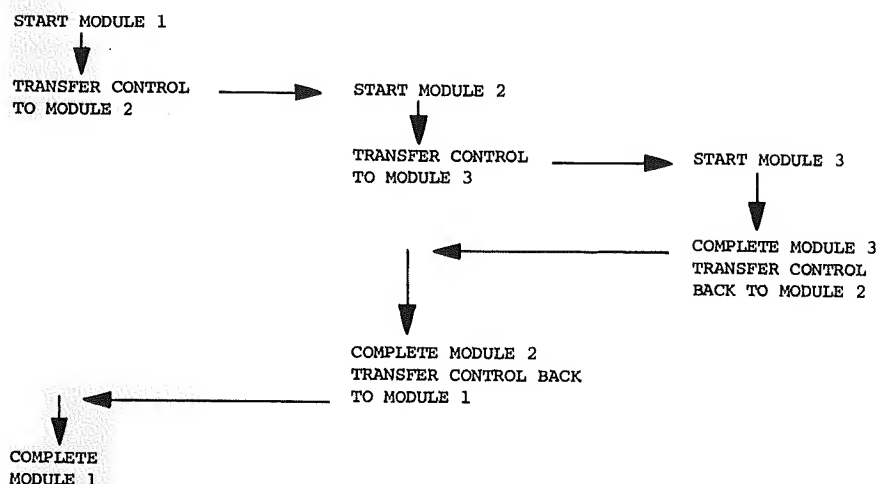 START MODULE 1
TRANSFER CONTROL
TO MODULE 2
START MODULE 2
TRANSFER CONTROL
TO MODULE 3
START MODULE 3
COMPLETE MODULE 3
TRANSFER CONTROL
BACK TO MODULE 2
COMPLETE MODULE 2
TRANSFER CONTROL BACK
TO MODULE 1
COMPLETE
MODULE 1